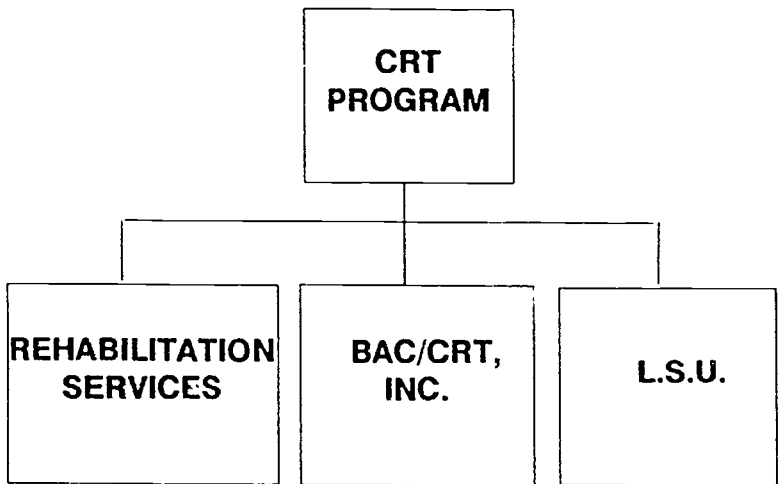 CRT
PROGRAM
REHABILITATION
SERVICES
BAC/CRT,
INC.
L.S.U.